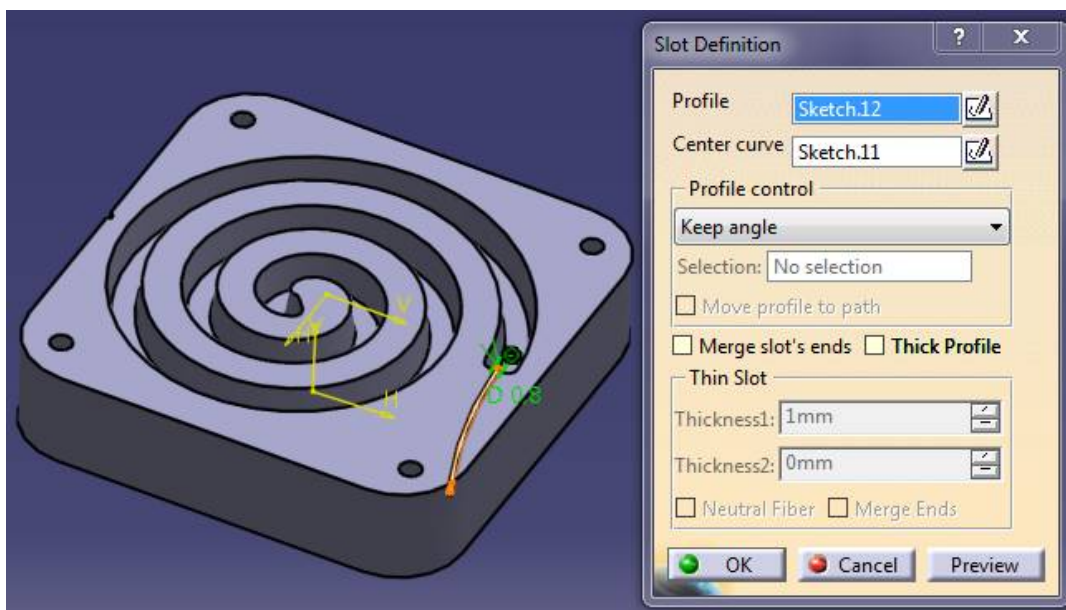 Slot Definition
?
X
Profile
Sketch.12
Center curve
Sketch.11
Profile control
Keep angle
Selection:
No selection
Move profile to path
Merge slot's ends
Thick Profile
Thin Slot
Thickness1:
1mm
Thickness2:
0mm
Neutral Fiber
Merge Ends
OK
Cancel
Preview
V
H
D 0.8